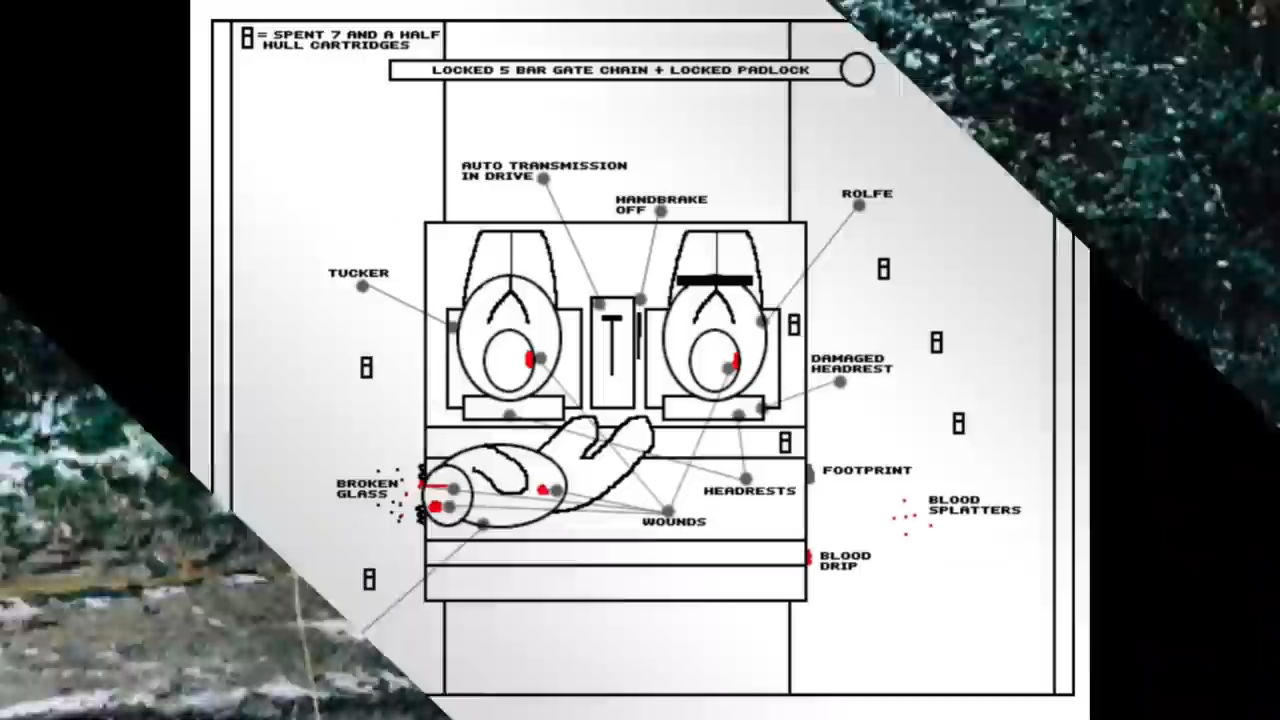 = SPENT 7 AND A HALF
HULL CARTRIDGES
LOCKED 5 BAR GATE CHAIN + LOCKED PADLOCK
AUTO TRANSMISSION
IN DRIVE
HANDBRAKE
OFF
ROLFE
TUCKER
DAMAGED
HEADREST
BROKEN
GLASS
HEADRESTS
FOOTPRINT
WOUNDS
BLOOD
SPLATTERS
BLOOD
DRIP